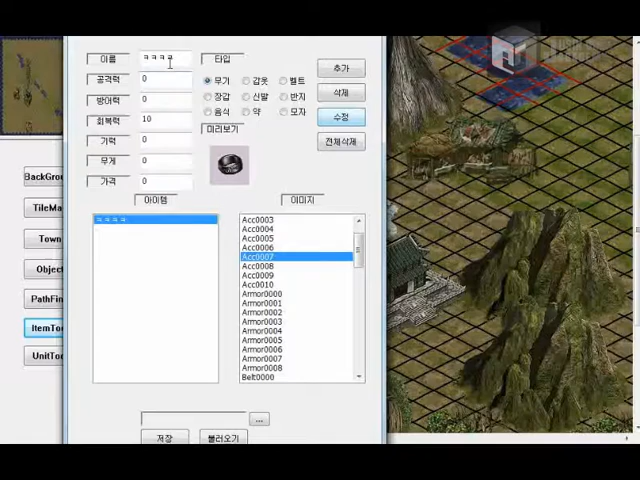 이름 ㅋㅋㅋㅋ 타입
추가
공격력 0 무기 갑옷 벨트
삭제
방어력 0 장갑 신발 반지
음식 약 모자
회복력 10 수정
미리보기
기력 0 전체삭제
무게 0
가격 0
아이템 이미지
ㅋㅋㅋㅋ
Acc0003
Acc0004
Acc0005
Acc0006
Acc0007
Acc0008
Acc0009
Acc0010
Armor0000
Armor0001
Armor0002
Armor0003
Armor0004
Armor0005
Armor0006
Armor0007
Armor0008
Belt0000
BackGrou
TileMa
Town
Object
PathFin
ItemToo
UnitToo
...
저장 불러오기